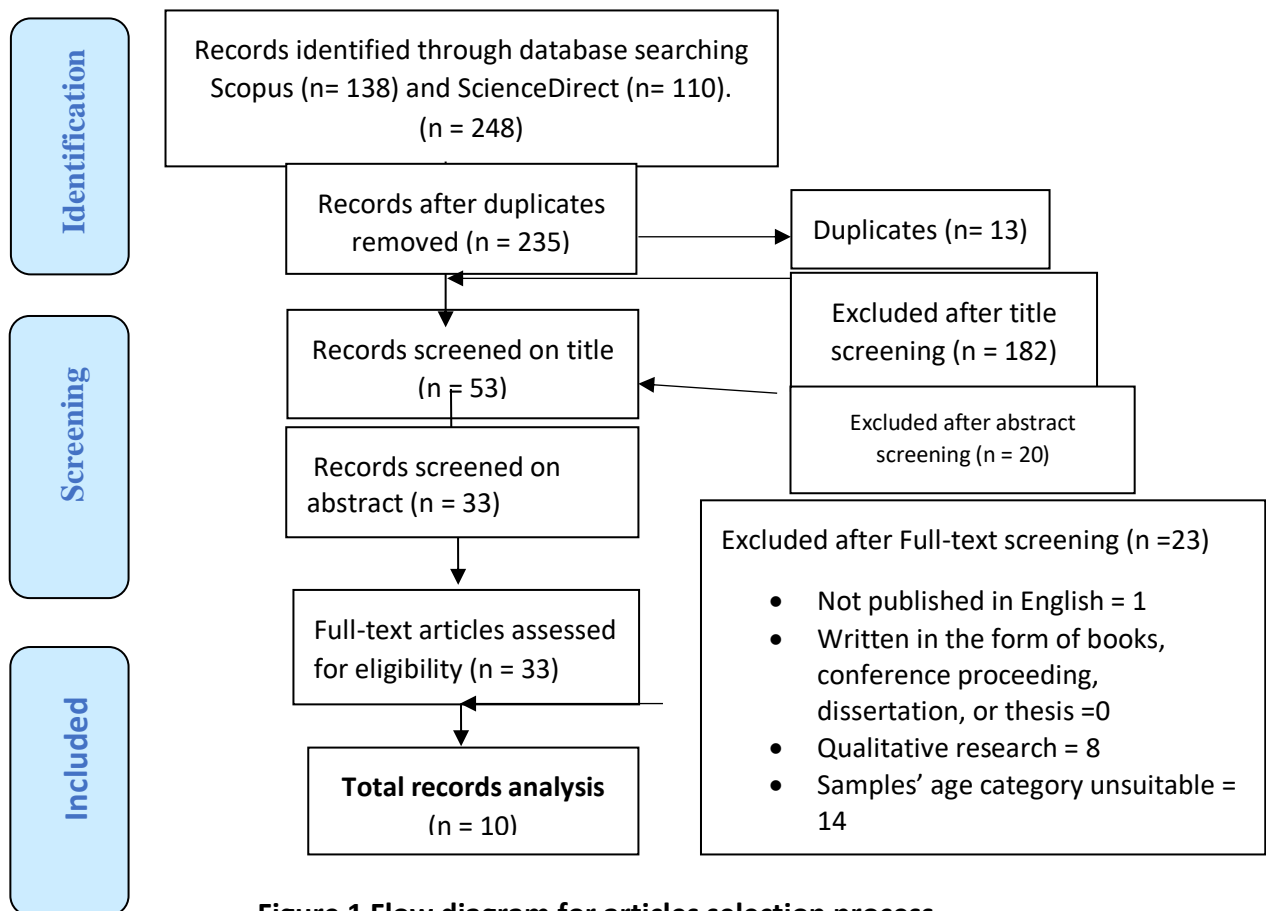 Identification
Records identified through database searching
Scopus (n= 138) and ScienceDirect (n= 110).
(n = 248)
Records after duplicates
removed (n = 235)
Duplicates (n= 13)
Excluded after title
screening (n = 182)
Screening
Records screened on title
(n = 53)
Excluded after abstract
screening (n = 20)
Records screened on
abstract (n = 33)
Excluded after Full-text screening (n =23)
• Not published in English = 1
• Written in the form of books,
conference proceeding,
dissertation, or thesis =0
• Qualitative research = 8
• Samples’ age category unsuitable =
14
Full-text articles assessed
for eligibility (n = 33)
Included
Total records analysis
(n = 10)
Figure 1 Flow diagram for articles selection process